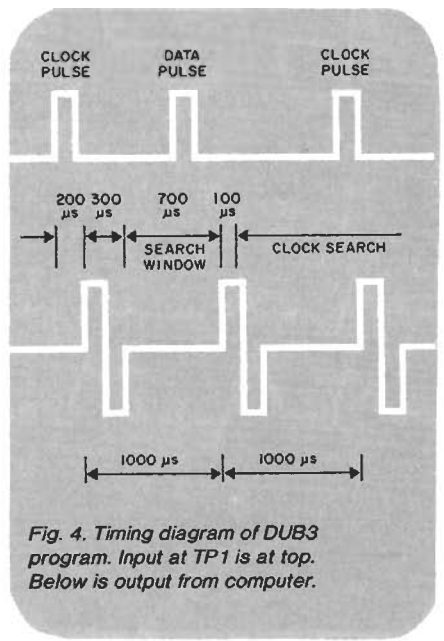 CLOCK PULSE
DATA PULSE
CLOCK PULSE
200 µs
300 µs
700 µs
100 µs
SEARCH WINDOW
CLOCK SEARCH
1000 µs
1000 µs
Fig. 4. Timing diagram of DUB3
program. Input at TP1 is at top.
Below is output from computer.